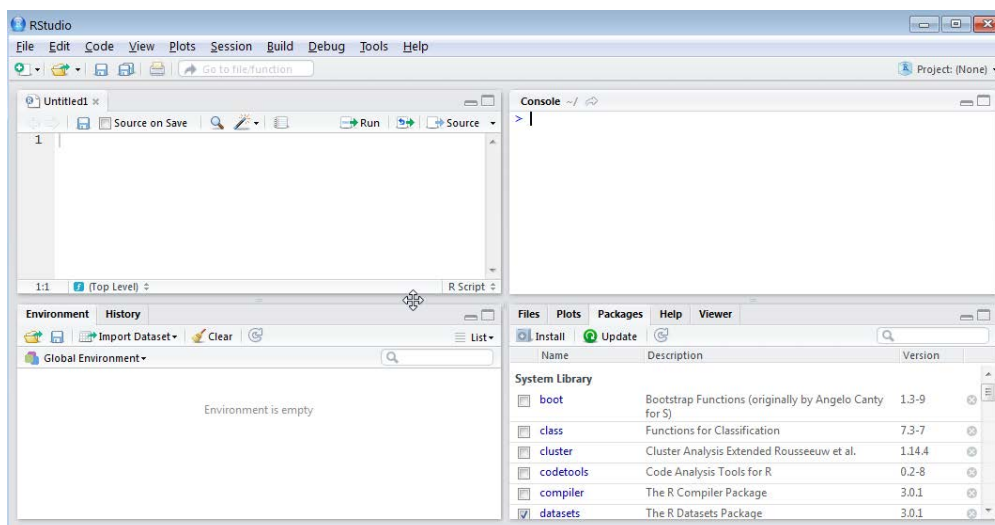 RStudio
File Edit Code View Plots Session Build Debug Tools Help
Go to file/function
Project: (None)
Untitled1
Source on Save
Run
Source
1
1:1
(Top Level)
R Script
Console ~/
>
Environment History
Import Dataset
Clear
List
Global Environment
Environment is empty
Files Plots Packages Help Viewer
Install
Update
Name Description Version
System Library
boot Bootstrap Functions (originally by Angelo Canty 1.3-9
for S)
class Functions for Classification 7.3-7
cluster Cluster Analysis Extended Rousseeuw et al. 1.14.4
codetools Code Analysis Tools for R 0.2-8
compiler The R Compiler Package 3.0.1
datasets The R Datasets Package 3.0.1